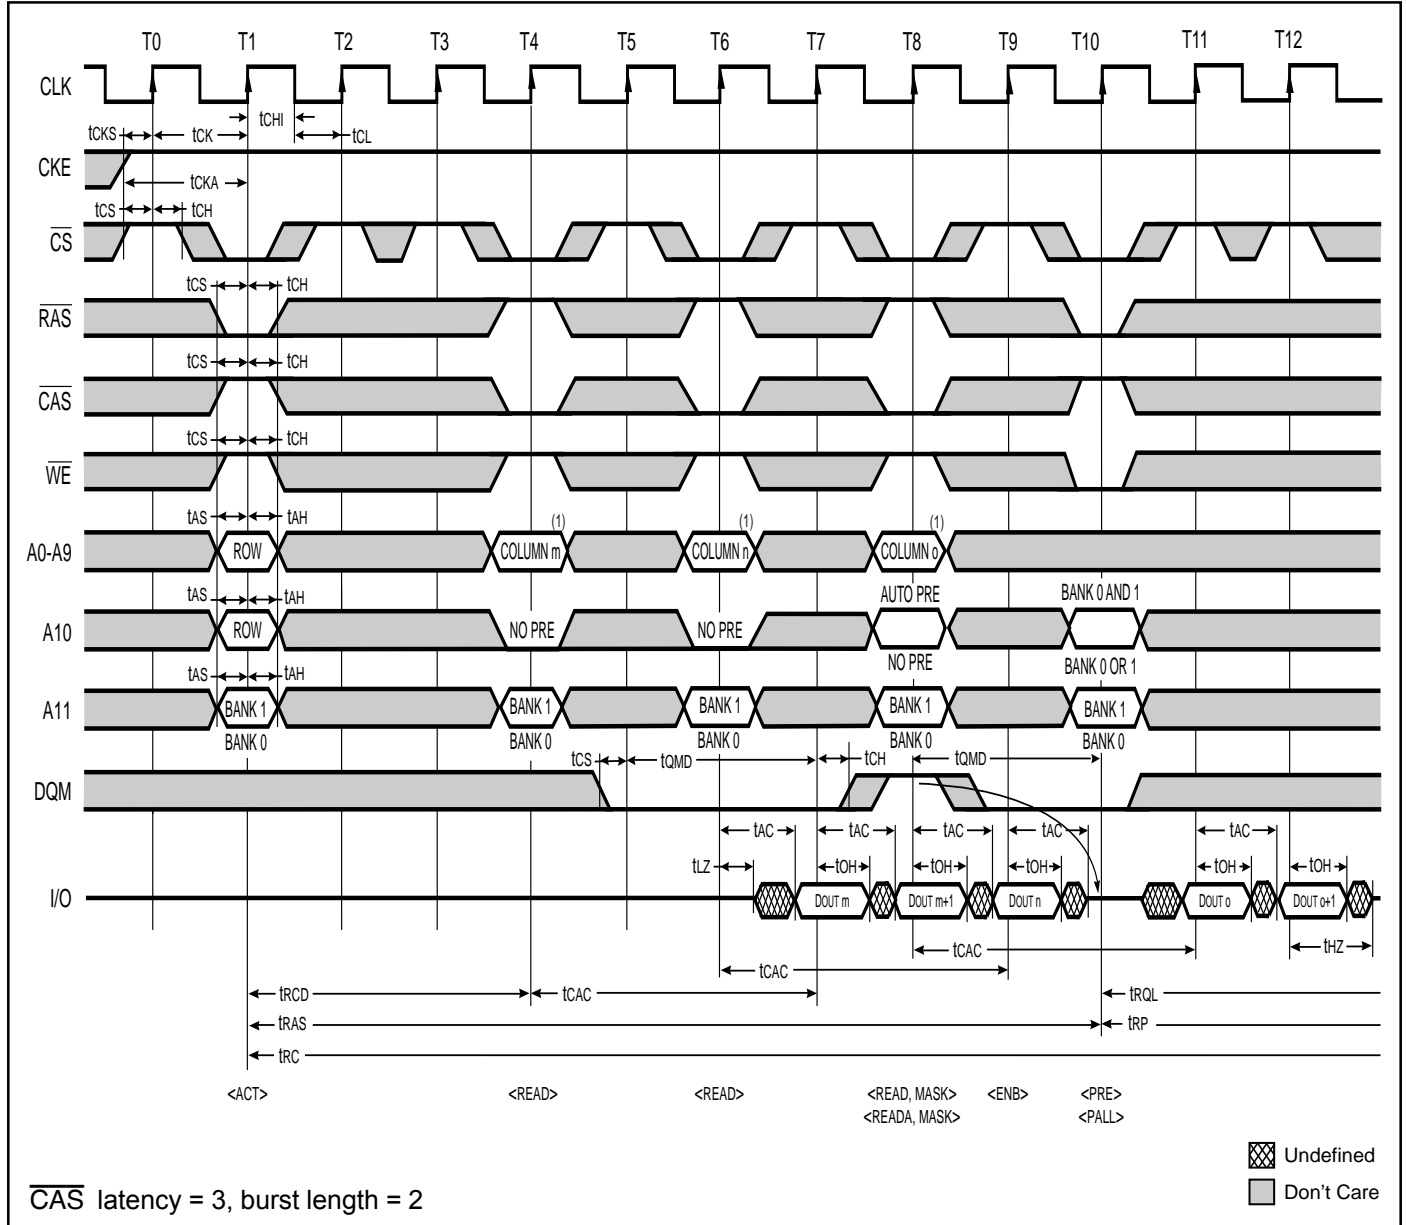 T0 T1 T2 T3 T4 T5 T6 T7 T8 T9 T10 T11 T12
CLK
tCHI
tCKS tCK tCL
CKE
tCKA
tCS tCH
CS
tCS tCH
RAS
tCS tCH
CAS
tCS tCH
WE
tAS tAH (1) (1) (1)
A0-A9 ROW COLUMN m COLUMN n COLUMN o
tAS tAH AUTO PRE BANK 0 AND 1
A10 ROW NO PRE NO PRE
NO PRE BANK 0 OR 1
tAS tAH
A11 BANK 1 BANK 1 BANK 1 BANK 1 BANK 1
BANK 0 BANK 0 BANK 0 BANK 0 BANK 0
tCS tQMD tCH tQMD
DQM
tAC tAC tAC tAC tAC
tLZ tOH tOH tOH tOH tOH
I/O DOUT m DOUT m+1 DOUT n DOUT o DOUT o+1
tCAC tHZ
tCAC
tRCD tCAC tRQL
tRAS tRP
tRC
<ACT> <READ> <READ> <READ, MASK> <ENB> <PRE>
<READA, MASK> <PALL>
Undefined
Don't Care
CAS latency = 3, burst length = 2